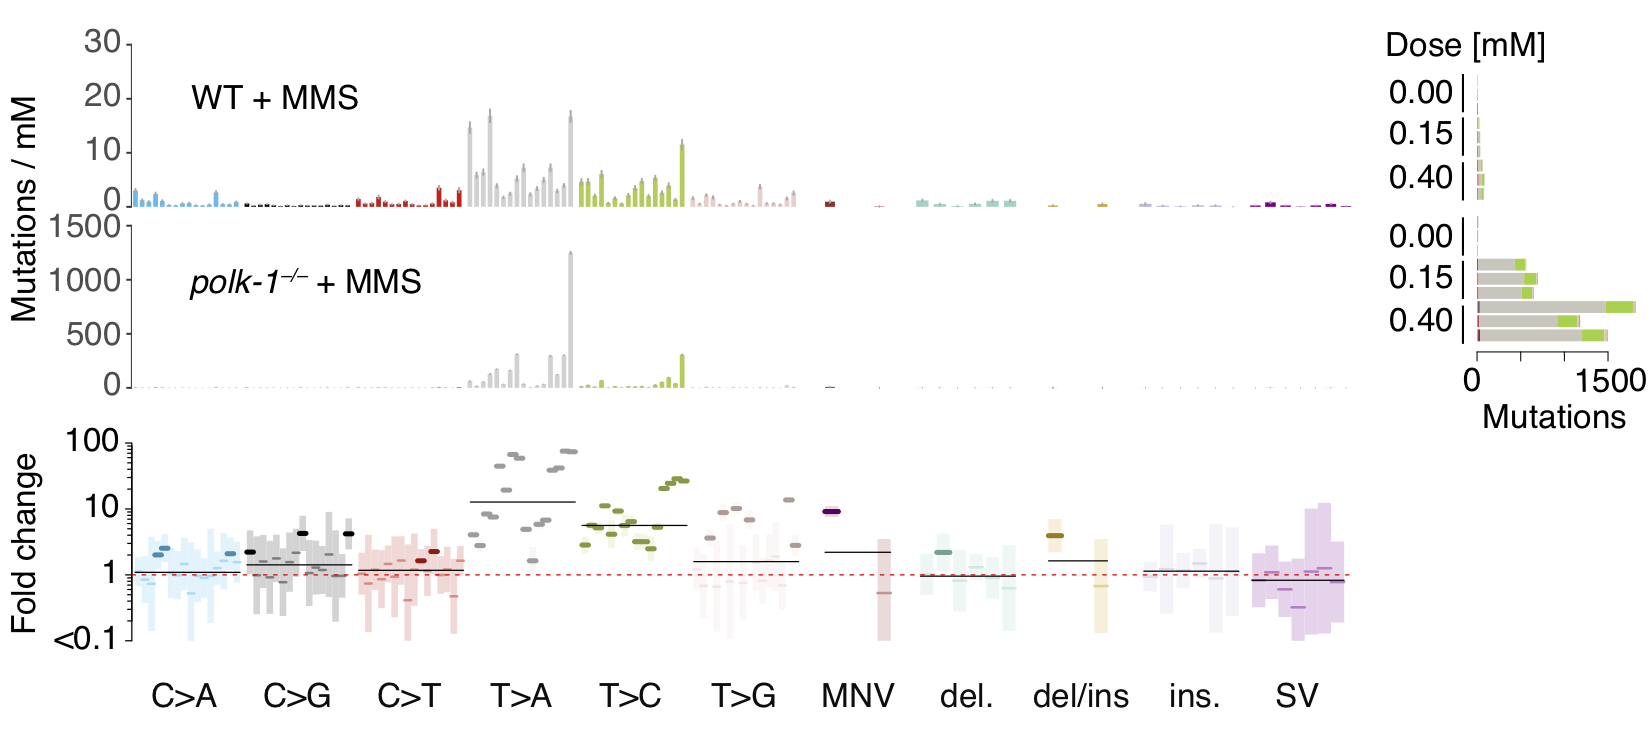 30
20
10
0
Mutations / mM
WT + MMS
1500
1000
500
0
polk-1−/− + MMS
100
10
1
<0.1
Fold change
C>A C>G C>T T>A T>C T>G MNV del. del/ins ins. SV
Dose [mM]
0.00
0.15
0.40
0.00
0.15
0.40
0 1500
Mutations